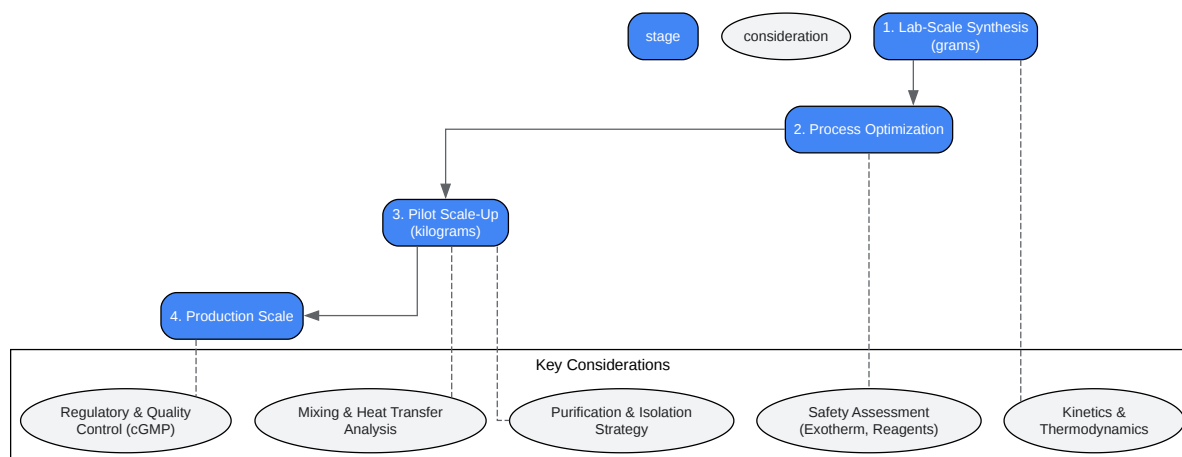 stage
consideration
1. Lab-Scale Synthesis
(grams)
2. Process Optimization
3. Pilot Scale-Up
(kilograms)
4. Production Scale
Key Considerations
Regulatory & Quality
Control (cGMP)
Mixing & Heat Transfer
Analysis
Purification & Isolation
Strategy
Safety Assessment
(Exotherm, Reagents)
Kinetics &
Thermodynamics